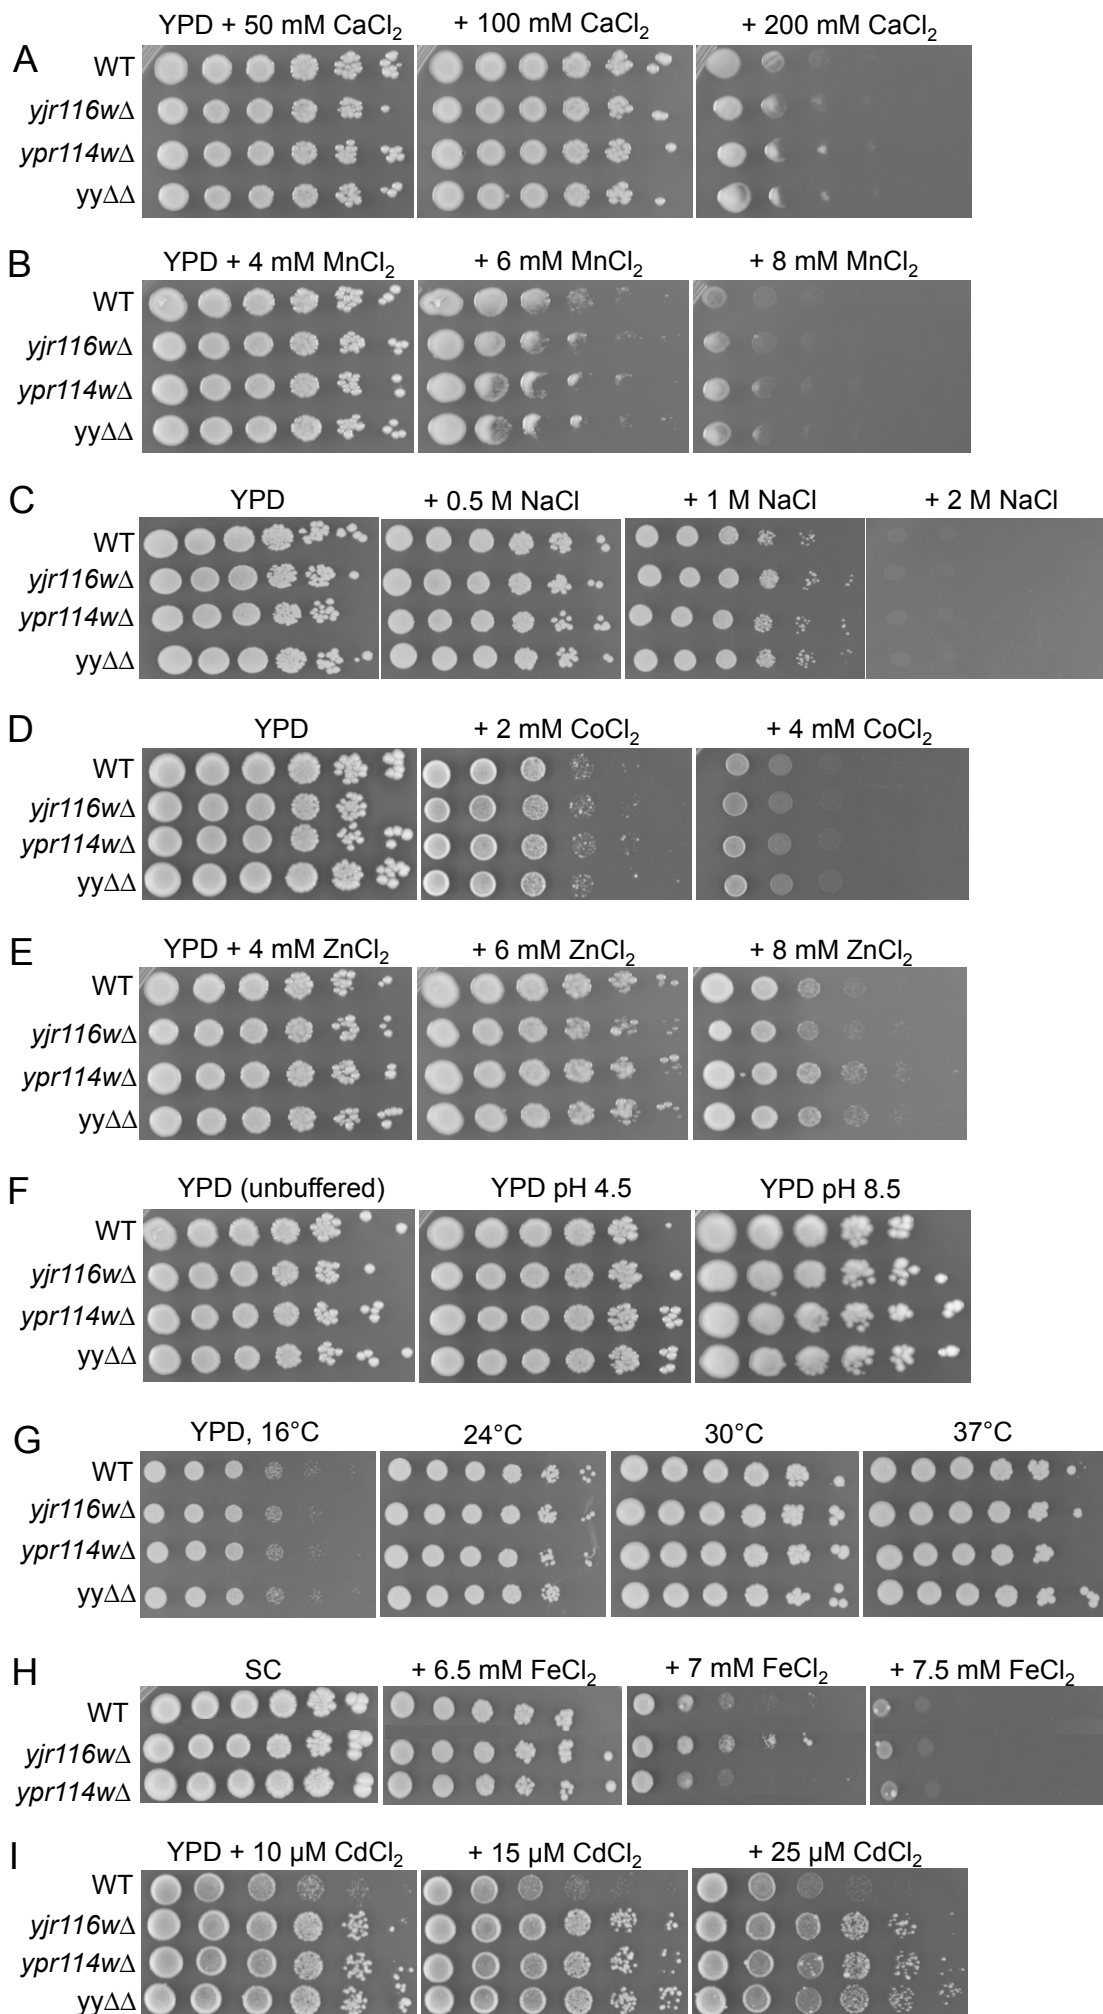 YPD + 50 mM CaCl₂ + 100 mM CaCl₂ + 200 mM CaCl₂
A
WT
yjr116wΔ
ypr114wΔ
yyΔΔ
B
YPD + 4 mM MnCl₂ + 6 mM MnCl₂ + 8 mM MnCl₂
WT
yjr116wΔ
ypr114wΔ
yyΔΔ
C
YPD + 0.5 M NaCl + 1 M NaCl + 2 M NaCl
WT
yjr116wΔ
ypr114wΔ
yyΔΔ
D
YPD + 2 mM CoCl₂ + 4 mM CoCl₂
WT
yjr116wΔ
ypr114wΔ
yyΔΔ
E
YPD + 4 mM ZnCl₂ + 6 mM ZnCl₂ + 8 mM ZnCl₂
WT
yjr116wΔ
ypr114wΔ
yyΔΔ
F
YPD (unbuffered) YPD pH 4.5 YPD pH 8.5
WT
yjr116wΔ
ypr114wΔ
yyΔΔ
G
YPD, 16°C 24°C 30°C 37°C
WT
yjr116wΔ
ypr114wΔ
yyΔΔ
H
SC + 6.5 mM FeCl₂ + 7 mM FeCl₂ + 7.5 mM FeCl₂
WT
yjr116wΔ
ypr114wΔ
I
YPD + 10 µM CdCl₂ + 15 µM CdCl₂ + 25 µM CdCl₂
WT
yjr116wΔ
ypr114wΔ
yyΔΔ